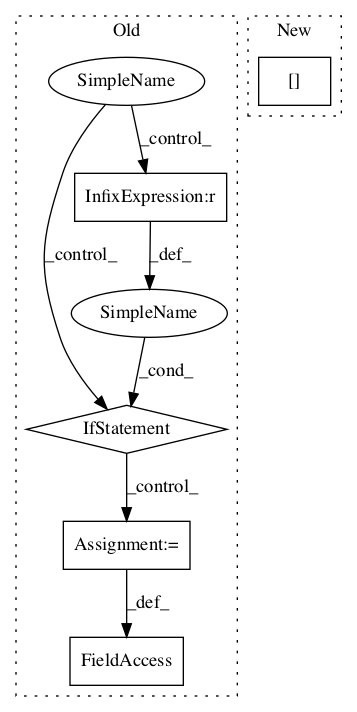 Old
New
SimpleName
[]
_control_
InfixExpression:r
_control_
_def_
SimpleName
_cond_
IfStatement
_control_
Assignment:=
_def_
FieldAccess